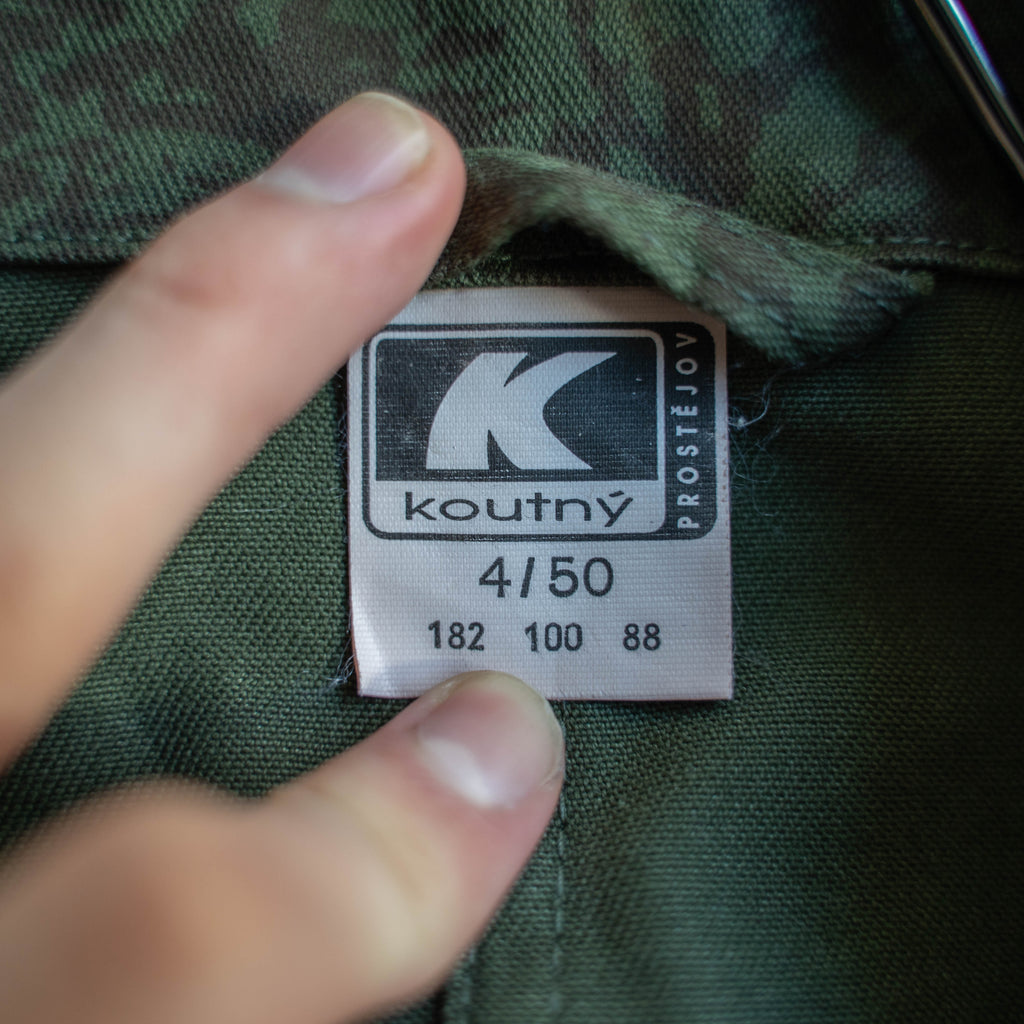 K
koutný
PROSTĚJOV
4/50
182 100 88